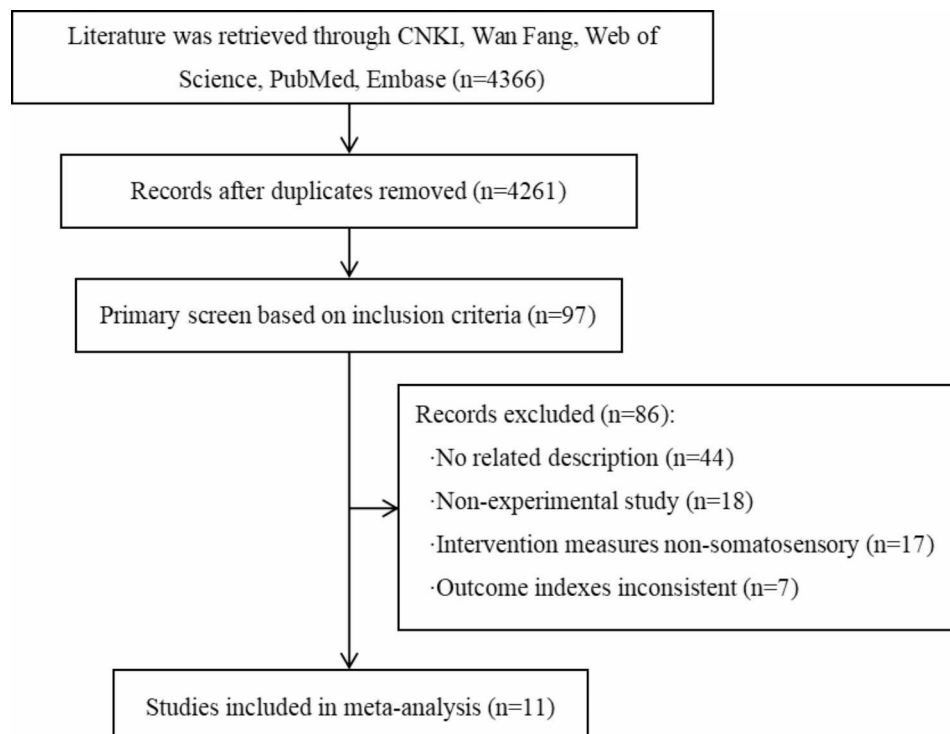 Literature was retrieved through CNKI, Wan Fang, Web of
Science, PubMed, Embase (n=4366)
Records after duplicates removed (n=4261)
Primary screen based on inclusion criteria (n=97)
Records excluded (n=86):
·No related description (n=44)
·Non-experimental study (n=18)
·Intervention measures non-somatosensory (n=17)
·Outcome indexes inconsistent (n=7)
Studies included in meta-analysis (n=11)